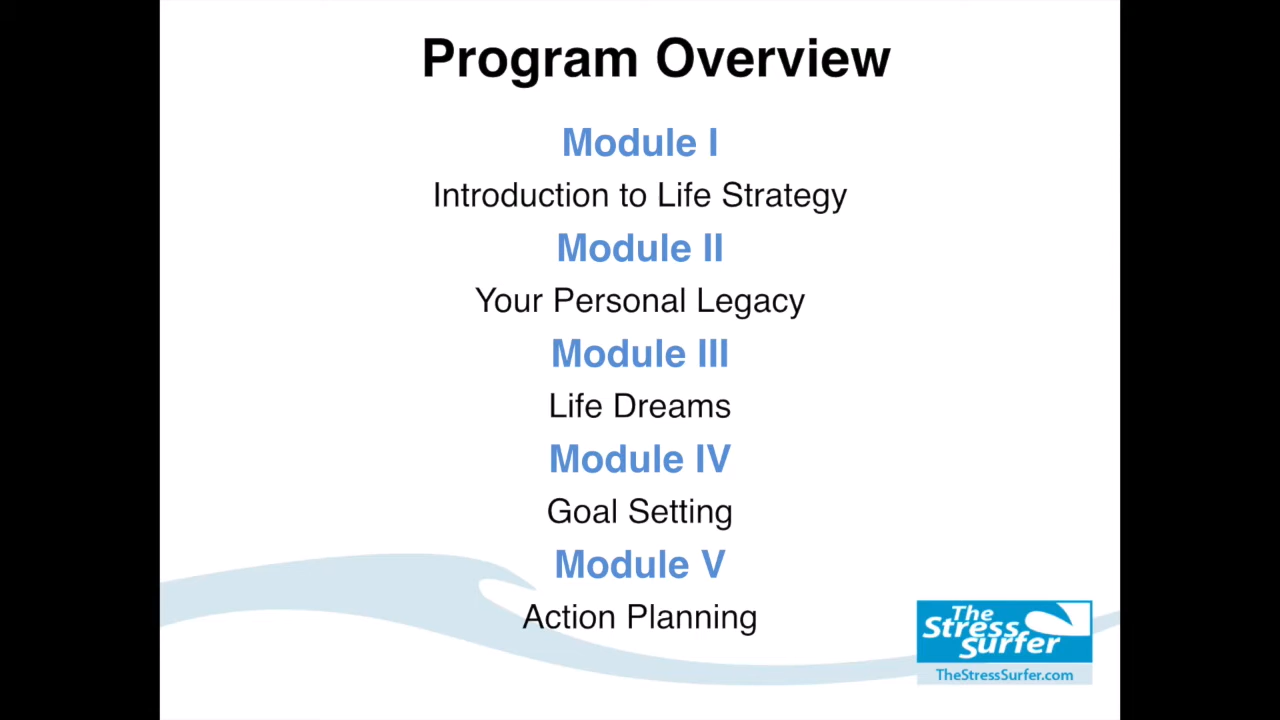 Program Overview
Module I
Introduction to Life Strategy
Module II
Your Personal Legacy
Module III
Life Dreams
Module IV
Goal Setting
Module V
Action Planning
The
Stress
Surfer
TheStressSurfer.com